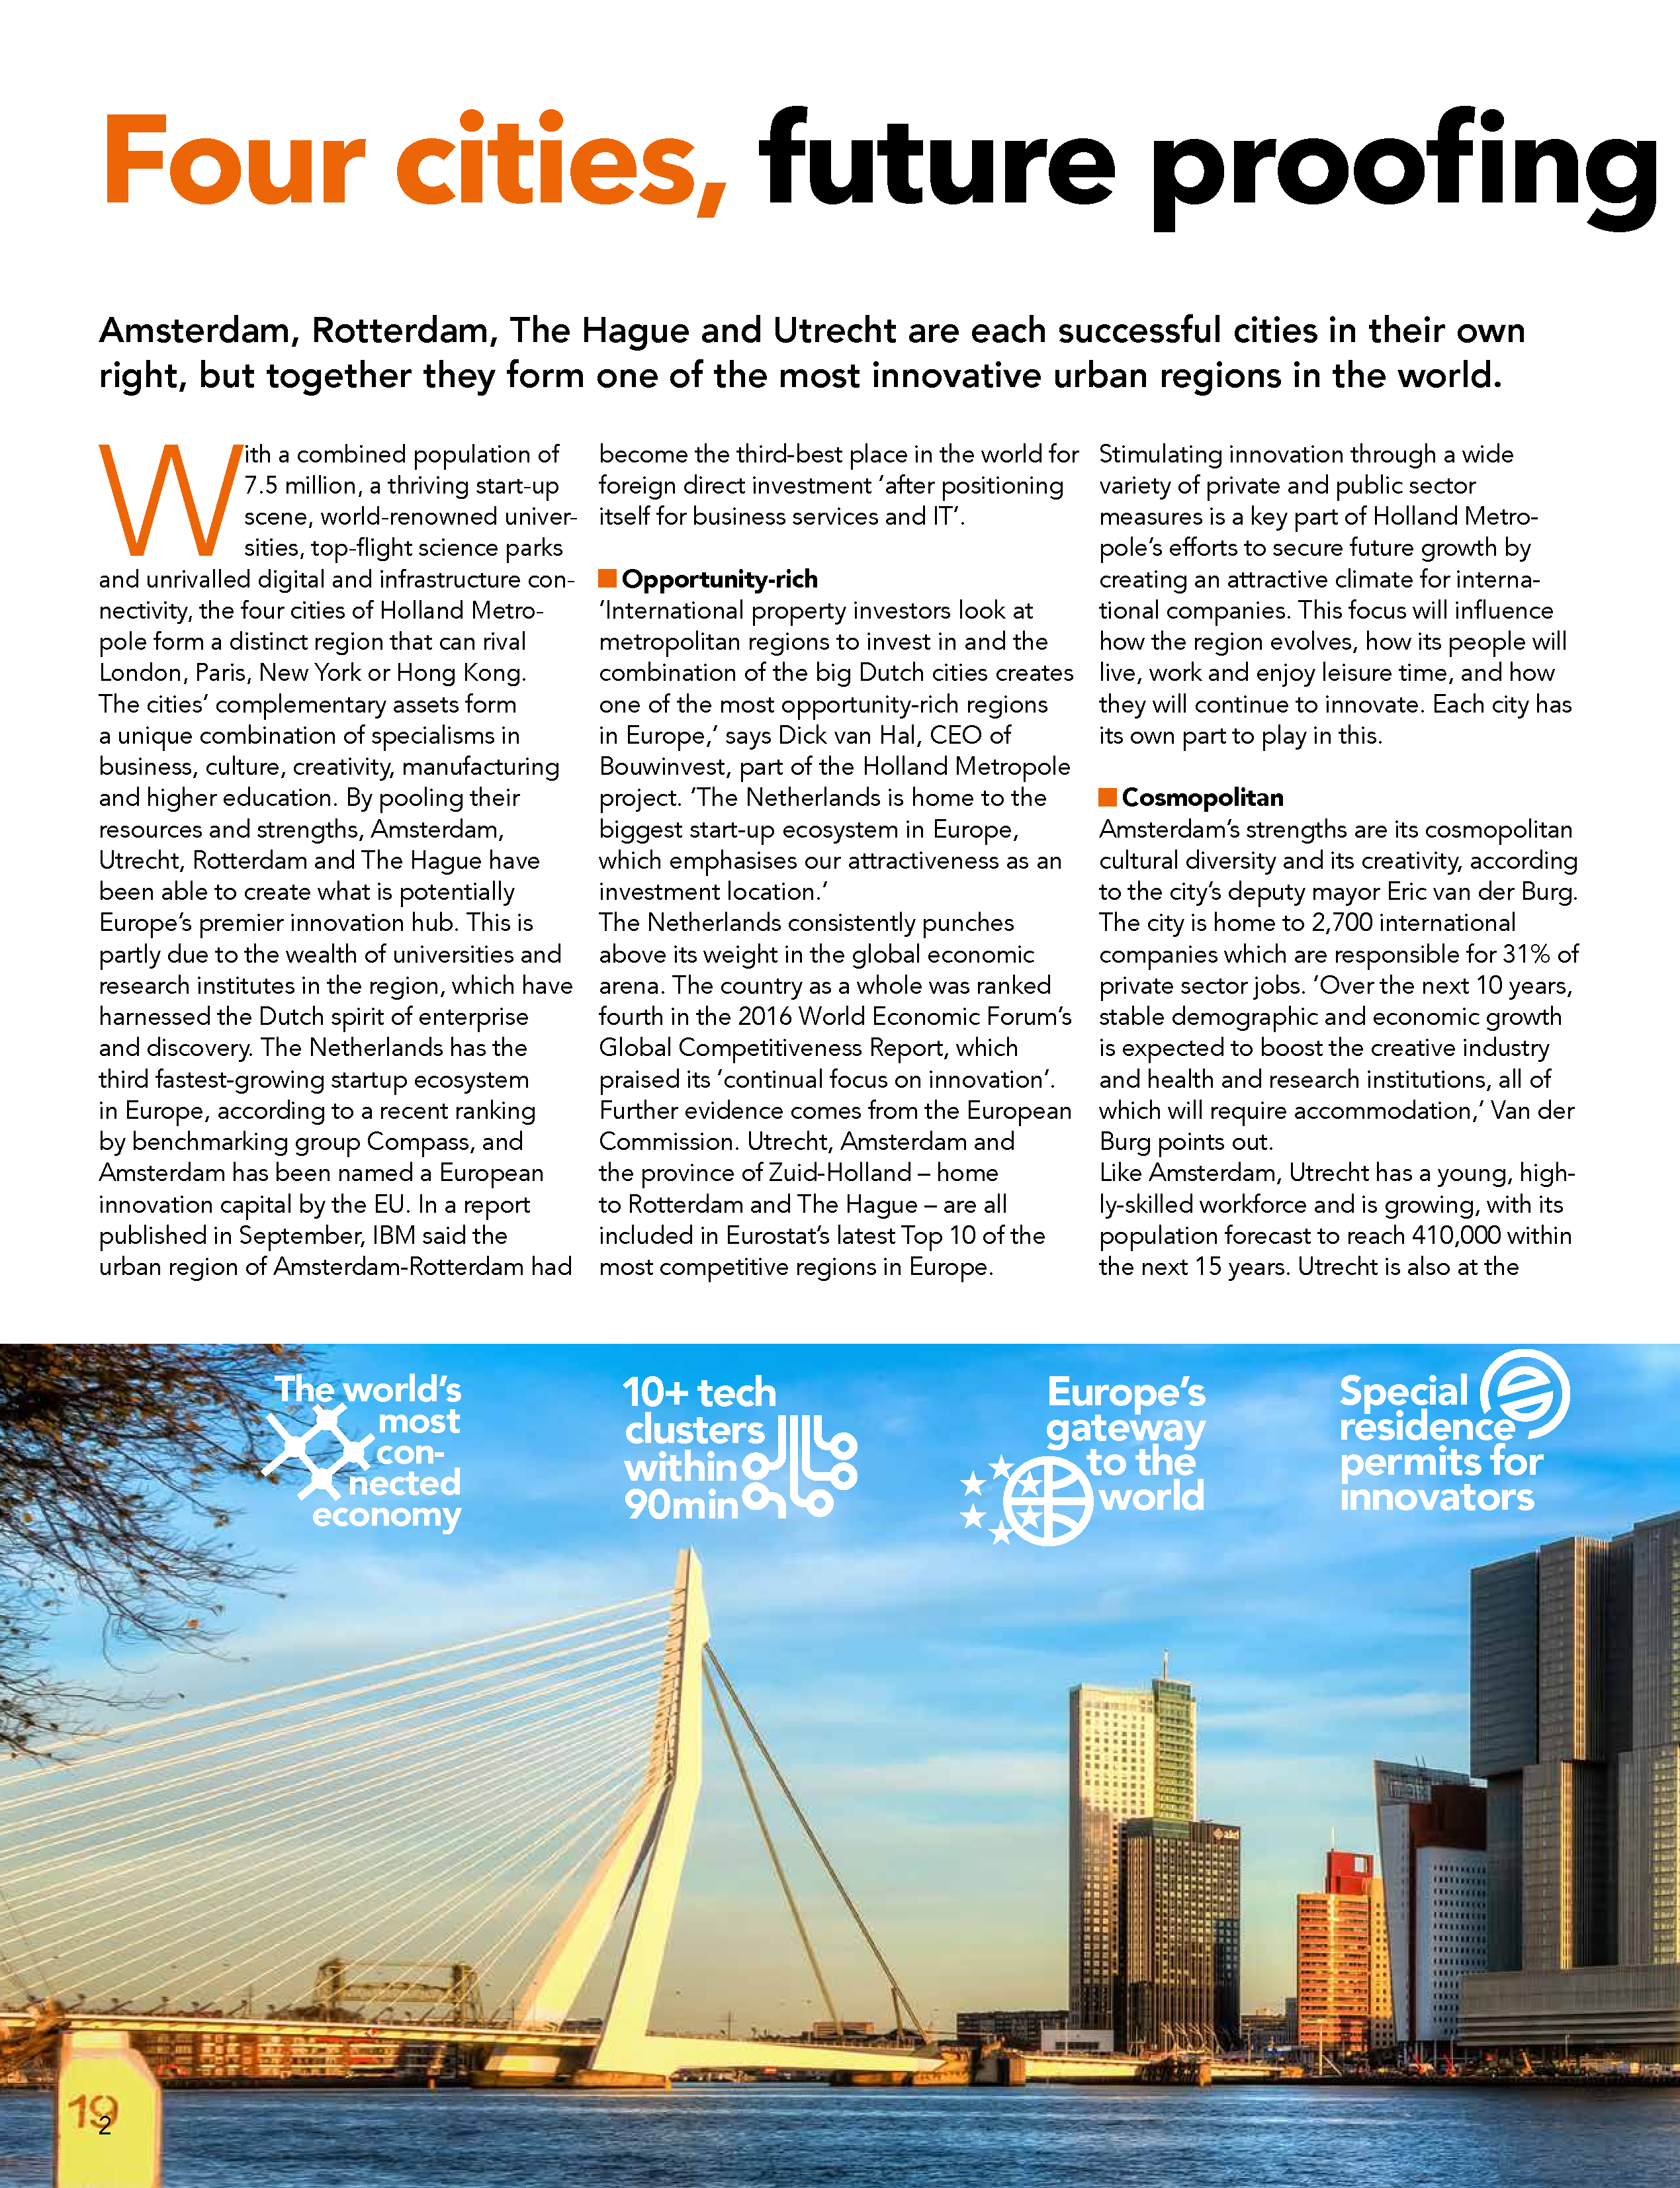 Four cities, future proofing
Amsterdam, Rotterdam, The Hague and Utrecht are each successful cities in their own
right, but together they form one of the most innovative urban regions in the world.
With a combined population of
7.5 million, a thriving start-up
scene, world-renowned univer-
sities, top-flight science parks
and unrivalled digital and infrastructure con-
nectivity, the four cities of Holland Metro-
pole form a distinct region that can rival
London, Paris, New York or Hong Kong.
The cities’ complementary assets form
a unique combination of specialisms in
business, culture, creativity, manufacturing
and higher education. By pooling their
resources and strengths, Amsterdam,
Utrecht, Rotterdam and The Hague have
been able to create what is potentially
Europe’s premier innovation hub. This is
partly due to the wealth of universities and
research institutes in the region, which have
harnessed the Dutch spirit of enterprise
and discovery. The Netherlands has the
third fastest-growing startup ecosystem
in Europe, according to a recent ranking
by benchmarking group Compass, and
Amsterdam has been named a European
innovation capital by the EU. In a report
published in September, IBM said the
urban region of Amsterdam-Rotterdam had
become the third-best place in the world for
foreign direct investment ‘after positioning
itself for business services and IT’.
Opportunity-rich
‘International property investors look at
metropolitan regions to invest in and the
combination of the big Dutch cities creates
one of the most opportunity-rich regions
in Europe,’ says Dick van Hal, CEO of
Bouwinvest, part of the Holland Metropole
project. ‘The Netherlands is home to the
biggest start-up ecosystem in Europe,
which emphasises our attractiveness as an
investment location.’
The Netherlands consistently punches
above its weight in the global economic
arena. The country as a whole was ranked
fourth in the 2016 World Economic Forum’s
Global Competitiveness Report, which
praised its ‘continual focus on innovation’.
Further evidence comes from the European
Commission. Utrecht, Amsterdam and
the province of Zuid-Holland – home
to Rotterdam and The Hague – are all
included in Eurostat’s latest Top 10 of the
most competitive regions in Europe.
Stimulating innovation through a wide
variety of private and public sector
measures is a key part of Holland Metro-
pole’s efforts to secure future growth by
creating an attractive climate for interna-
tional companies. This focus will influence
how the region evolves, how its people will
live, work and enjoy leisure time, and how
they will continue to innovate. Each city has
its own part to play in this.
Cosmopolitan
Amsterdam’s strengths are its cosmopolitan
cultural diversity and its creativity, according
to the city’s deputy mayor Eric van der Burg.
The city is home to 2,700 international
companies which are responsible for 31% of
private sector jobs. ‘Over the next 10 years,
stable demographic and economic growth
is expected to boost the creative industry
and health and research institutions, all of
which will require accommodation,’ Van der
Burg points out.
Like Amsterdam, Utrecht has a young, high-
ly-skilled workforce and is growing, with its
population forecast to reach 410,000 within
the next 15 years. Utrecht is also at the
The world’s
most
con-
nected
economy
10+ tech
clusters
within
90min
Europe’s
gateway
to the
world
Special
residence
permits for
innovators
akd
19
2